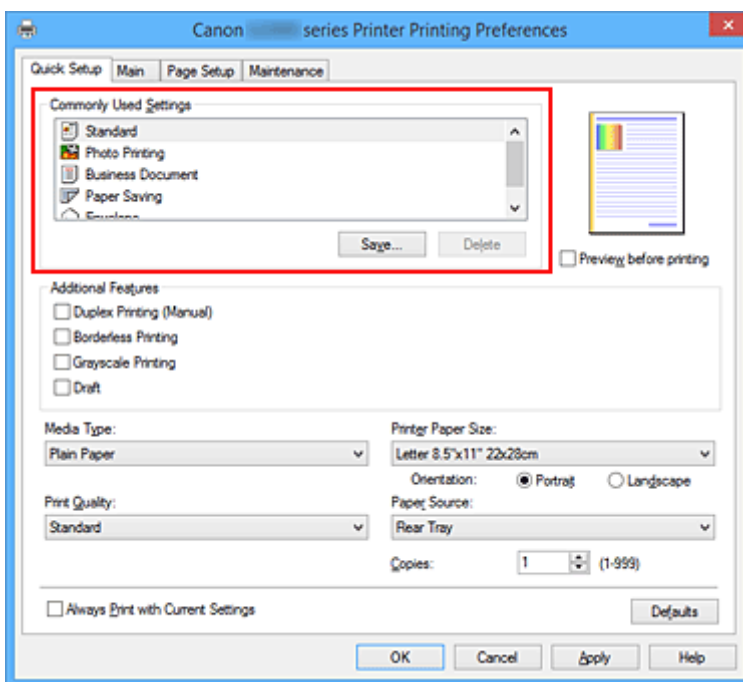 Canon series Printer Printing Preferences
Quick Setup Main Page Setup Maintenance
Commonly Used Settings
Standard
Photo Printing
Business Document
Paper Saving
Envelope
Save... Delete
Preview before printing
Additional Features
Duplex Printing (Manual)
Borderless Printing
Grayscale Printing
Draft
Media Type: Printer Paper Size:
Plain Paper Letter 8.5"x11" 22x28cm
Orientation: Portrait Landscape
Print Quality: Paper Source:
Standard Rear Tray
Copies: 1 (1-999)
Always Print with Current Settings Defaults
OK Cancel Apply Help